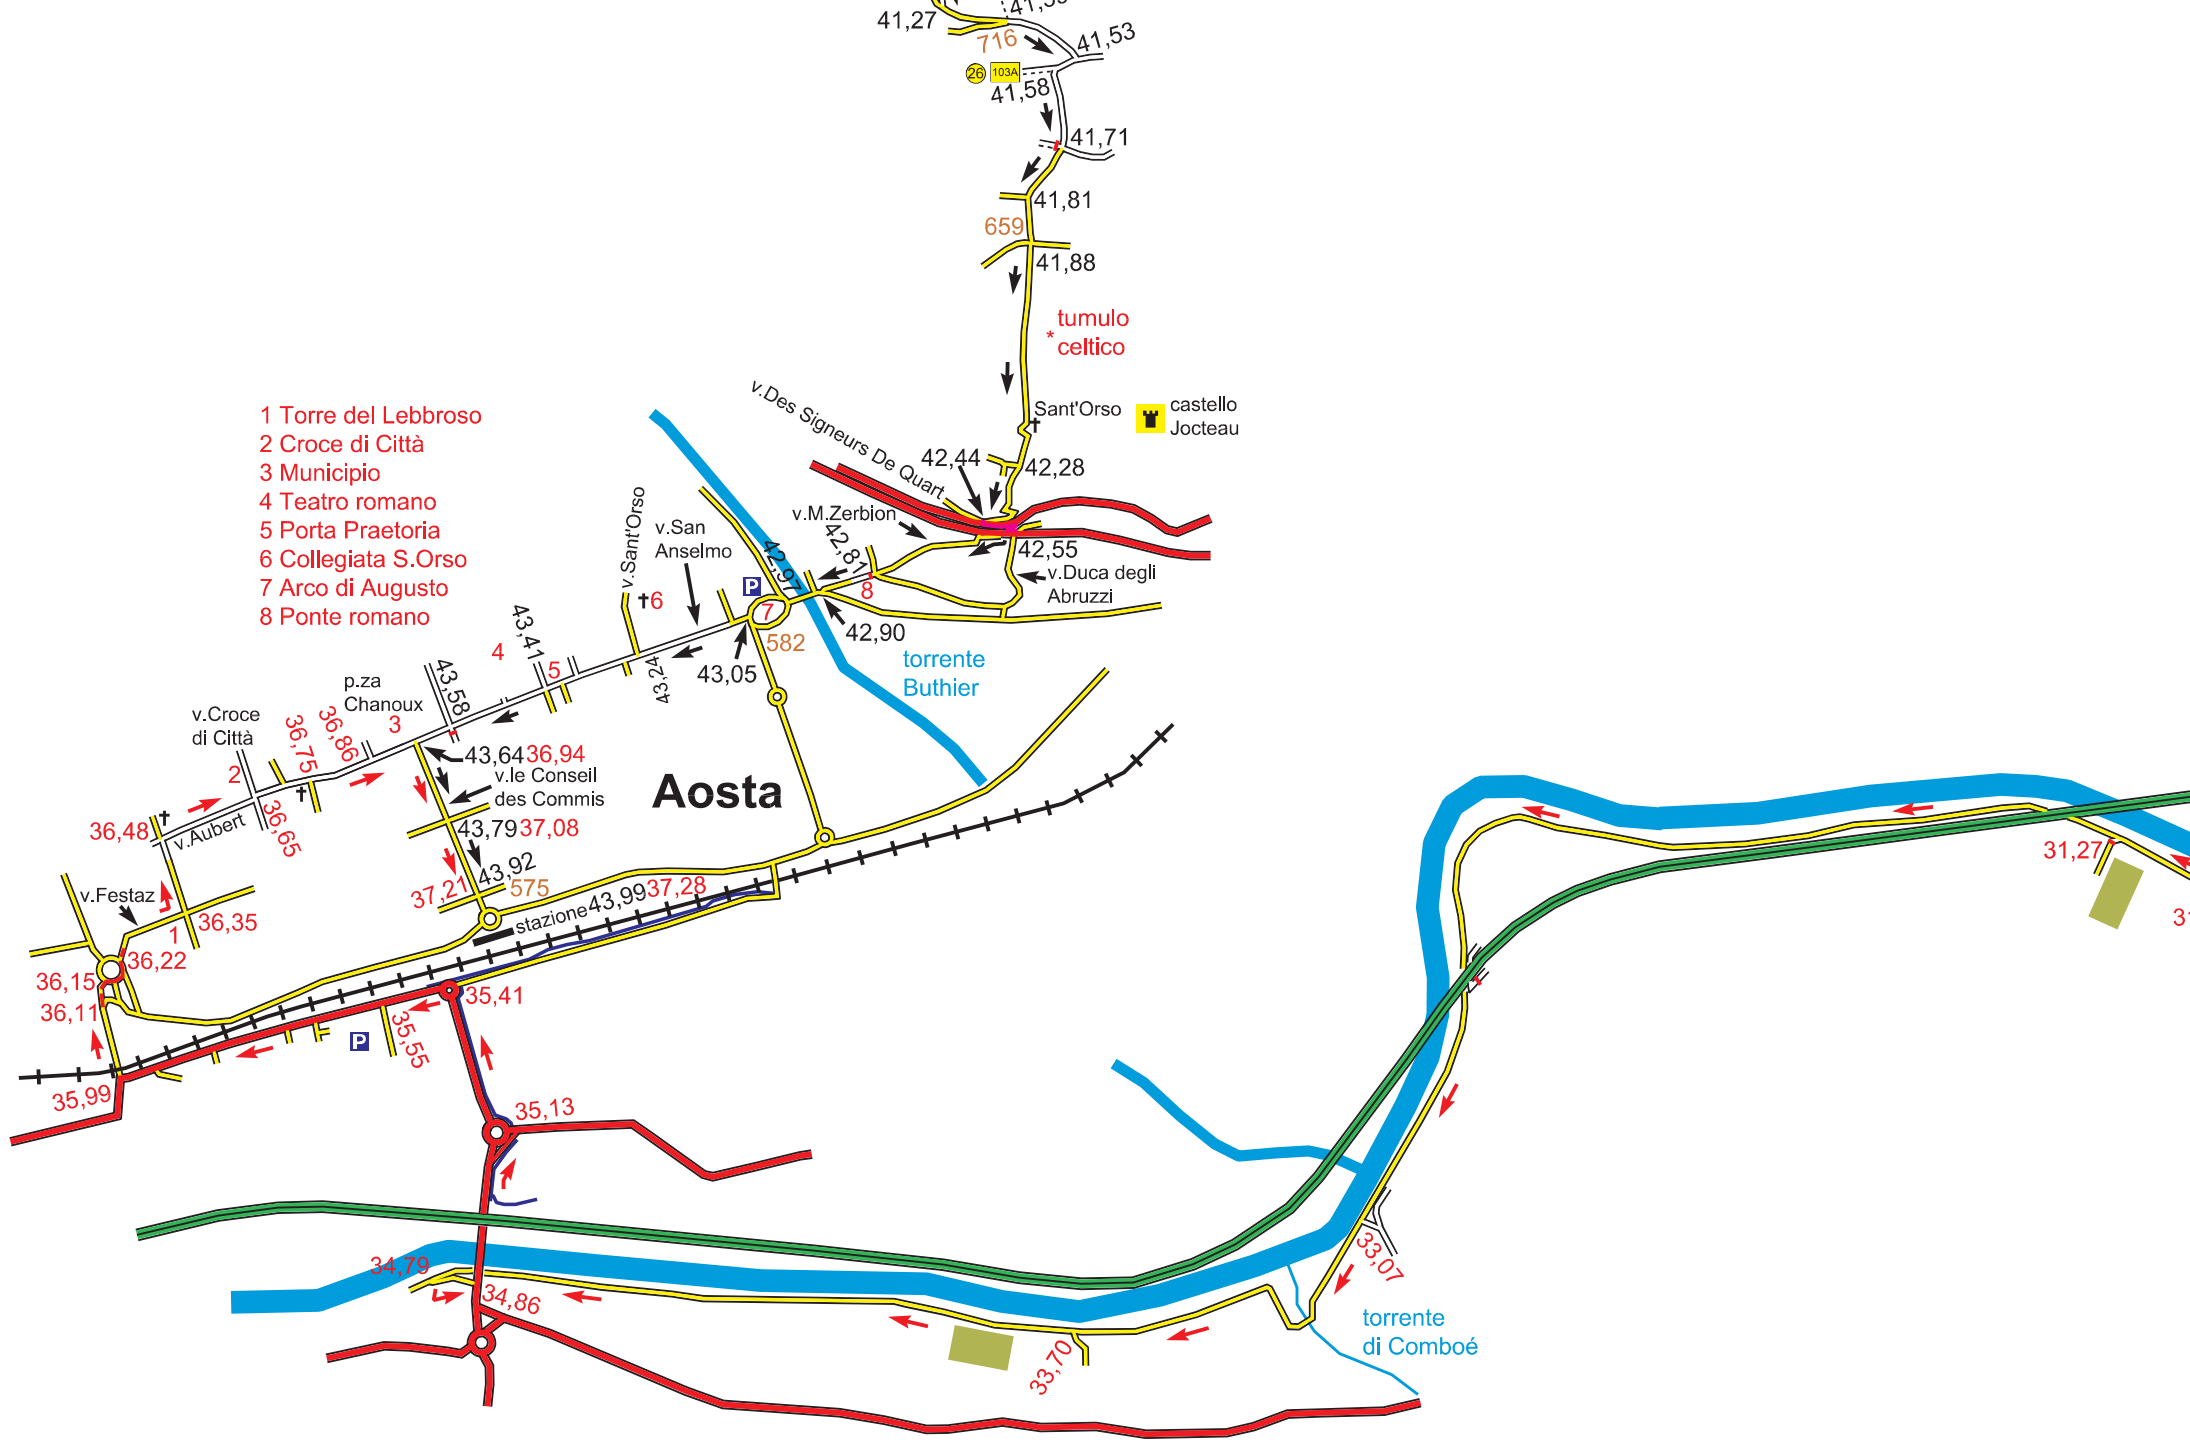 41,27
716
41,53
26 103A
41,58
41,71
41,81
659
41,88
tumulo
* celtico
Sant'Orso
castello
Jocteau
v.Des Signeurs De Quart
42,44
42,28
1 Torre del Lebbroso
2 Croce di Città
3 Municipio
4 Teatro romano
5 Porta Praetoria
6 Collegiata S.Orso
7 Arco di Augusto
8 Ponte romano
v.Sant'Orso
v.San
Anselmo
v.M.Zerbion
42,81
42,97
42,55
v.Duca degli
Abruzzi
P
6
7
8
582
42,90
43,05
43,24
torrente
Buthier
43,41
4
5
43,58
p.za
Chanoux
3
v.Croce
di Città
36,75
36,86
43,64 36,94
v.le Conseil
des Commis
Aosta
2
36,65
36,48
v.Aubert
43,79 37,08
43,92
37,21
575
stazione 43,99 37,28
v.Festaz
1
36,35
36,22
36,15
36,11
35,41
P
35,55
35,99
35,13
34,79
34,86
31,27
33,07
33,70
torrente
di Comboé